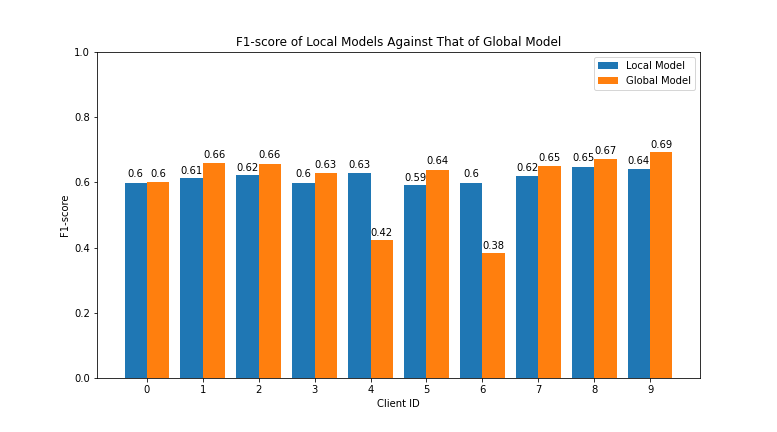 F1-score of Local Models Against That of Global Model
1.0
0.8
0.6
0.4
0.2
0.0
F1-score
Local Model
Global Model
0.6 0.6
0.61 0.66
0.62 0.66
0.6 0.63
0.63 0.42
0.59 0.64
0.6 0.38
0.62 0.65
0.65 0.67
0.64 0.69
0 1 2 3 4 5 6 7 8 9
Client ID